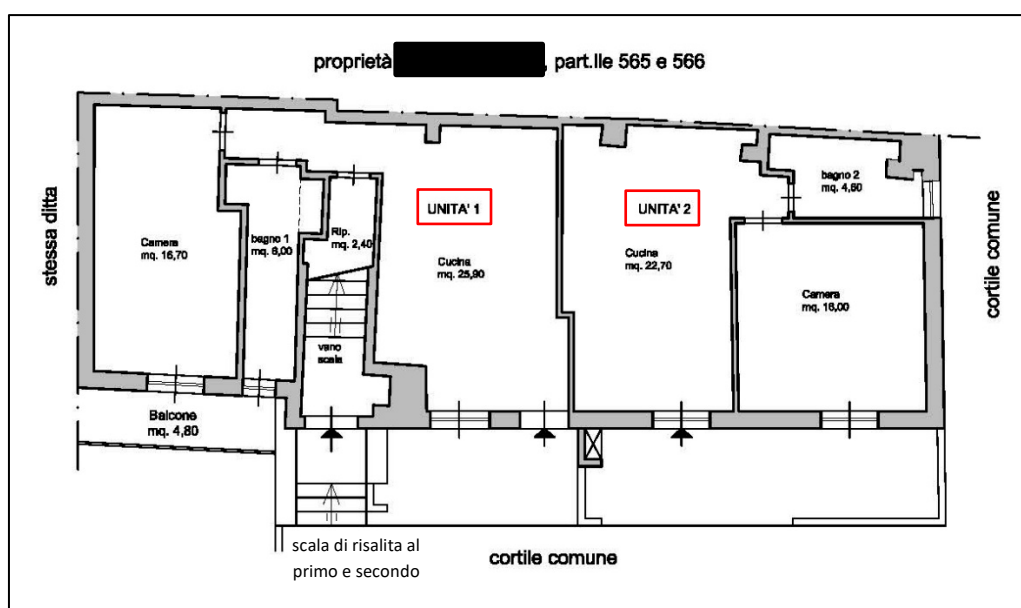 proprietà , part.lle 565 e 566
stessa ditta
Camera
mq. 16,70
bagno 1
mq. 6,00
Rip.
mq. 2,40
UNITA' 1
Cucina
mq. 25,90
UNITA' 2
Cucina
mq. 22,70
bagno 2
mq. 4,60
Camera
mq. 16,00
cortile comune
vano
scala
Balcone
mq. 4,80
scala di risalita al
primo e secondo
cortile comune